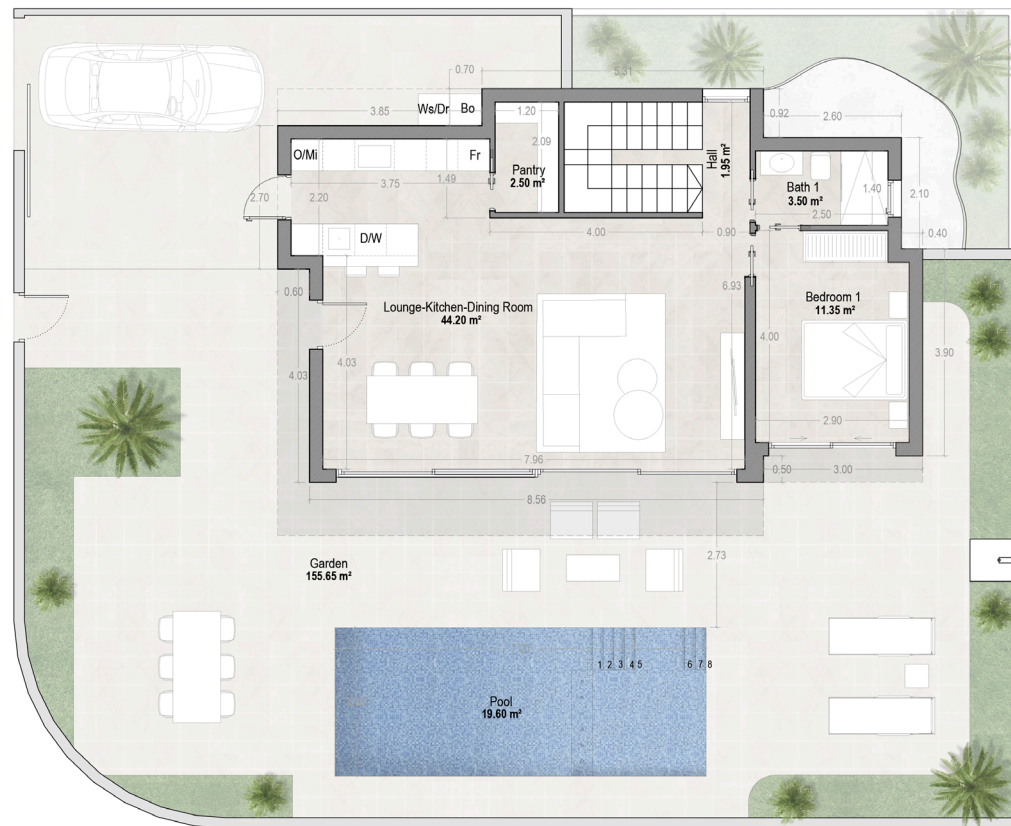 0.70
5.31
Ws/Dr
Bo
3.85
1.20
0.92
2.60
2.09
O/Mi
Fr
Pantry
2.50 m²
Hall
1.95 m²
3.75
1.49
Bath 1
3.50 m²
1.40
2.10
2.70
2.20
2.50
4.00
0.90
0.40
D/W
0.60
6.93
Lounge-Kitchen-Dining Room
44.20 m²
Bedroom 1
11.35 m²
4.00
3.90
4.03
4.03
2.90
7.96
0.50
3.00
8.56
2.73
Garden
155.65 m²
1 2 3 4 5
6 7 8
Pool
19.60 m²